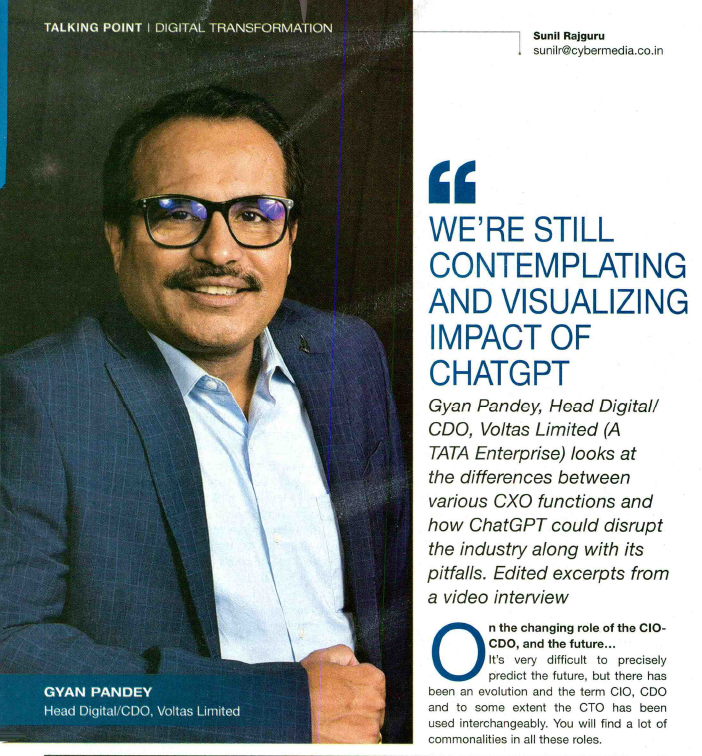 TALKING POINT | DIGITAL TRANSFORMATION
Sunil Rajguru
sunilr@cybermedia.co.in
“
WE'RE STILL
CONTEMPLATING
AND VISUALIZING
IMPACT OF
CHATGPT
Gyan Pandey, Head Digital/
CDO, Voltas Limited (A
TATA Enterprise) looks at
the differences between
various CXO functions and
how ChatGPT could disrupt
the industry along with its
pitfalls. Edited excerpts from
a video interview
On the changing role of the CIO-
CDO, and the future...
It's very difficult to precisely
predict the future, but there has
been an evolution and the term CIO, CDO
and to some extent the CTO has been
used interchangeably. You will find a lot of
commonalities in all these roles.
GYAN PANDEY
Head Digital/CDO, Voltas Limited